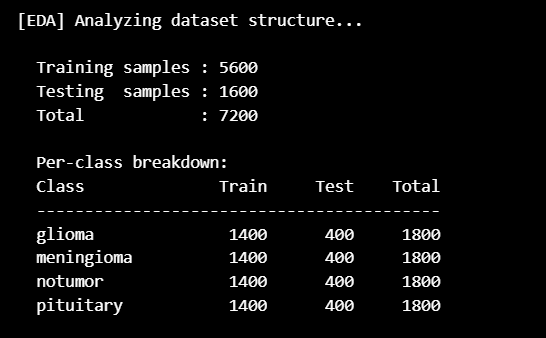 [EDA] Analyzing dataset structure...
Training samples : 5600
Testing  samples : 1600
Total            : 7200
Per-class breakdown:
Class              Train     Test    Total
------------------------------------------
glioma              1400      400     1800
meningioma          1400      400     1800
notumor             1400      400     1800
pituitary           1400      400     1800